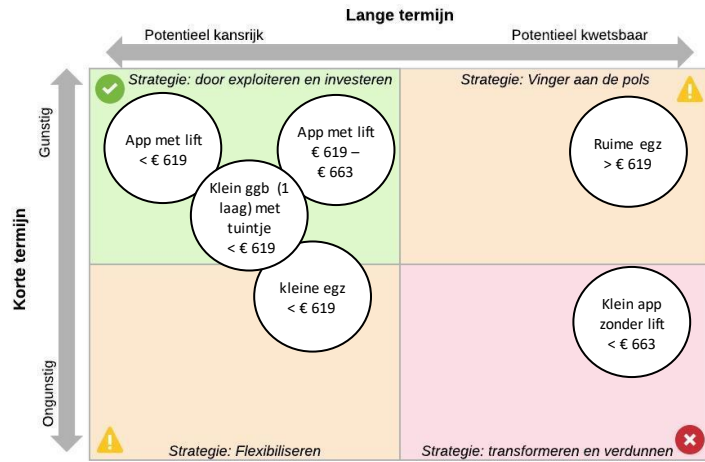 Lange termijn
Potentieel kansrijk
Potentieel kwetsbaar
Korte termijn
Gunstig
Ongunstig
Strategie: door exploiteren en investeren
Strategie: Vinger aan de pols
App met lift
< € 619
App met lift
€ 619 –
€ 663
Ruime egz
> € 619
Klein ggb (1
laag) met
tuintje
< € 619
kleine egz
< € 619
Klein app
zonder lift
< € 663
Strategie: Flexibiliseren
Strategie: transformeren en verdunnen